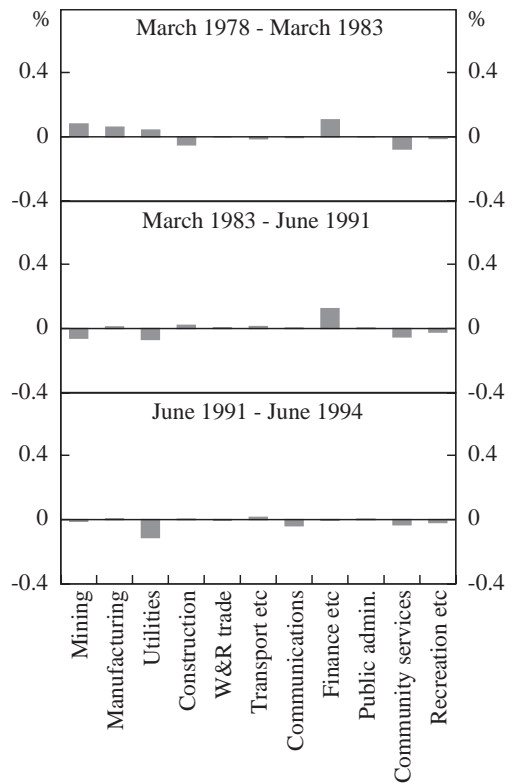 % March 1978 - March 1983 %
0.4 0.4
0 0
-0.4 -0.4
March 1983 - June 1991
0.4 0.4
0 0
-0.4 -0.4
June 1991 - June 1994
0.4 0.4
0 0
-0.4 -0.4
Mining
Manufacturing
Utilities
Construction
W&R trade
Transport etc
Communications
Finance etc
Public admin.
Community services
Recreation etc